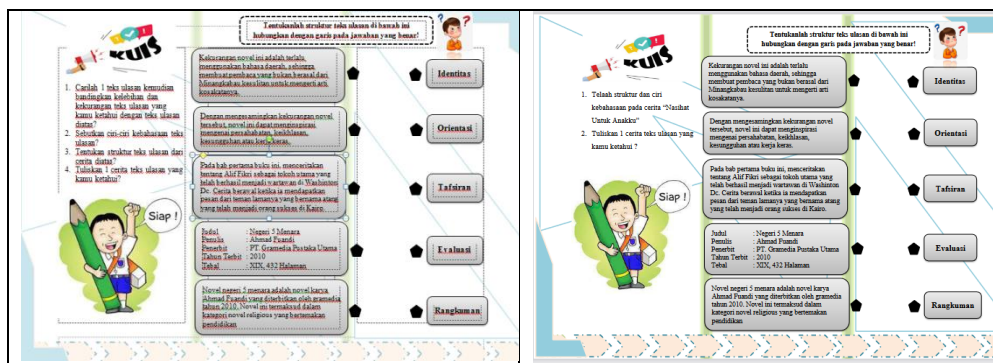 Tentukanlah struktur teks ulasan di bawah ini
hubungkan dengan garis pada jawaban yang benar!
KUIS
1. Carilah 1 teks ulasan kemudian
bandingkan kelebihan dan
kekurangan teks ulasan yang
kamu ketahui dengan teks ulasan
diatas?
2. Sebutkan ciri-ciri kebahasaan teks
ulasan?
3. Tentukan struktur teks ulasan dari
cerita diatas?
4. Tuliskan 1 cerita teks ulasan yang
kamu ketahui?
Siap !
Kekurangan novel ini adalah terlalu
menggunakan bahasa daerah, sehingga
membuat pembaca yang bukan berasal dari
Minangkabau kesulitan untuk mengerti arti
kosakatanya.
Dengan mengesampingkan kekurangan novel
tersebut, novel ini dapat menginspirasi
mengenai persahabatan, keikhlasan,
kesungguhan atau kerja keras.
Pada bab pertama buku ini, menceritakan
tentang Alif Fikri sebagai tokoh utama yang
telah berhasil menjadi wartawan di Washinton
Dc. Cerita berawal ketika ia mendapatkan
pesan dari teman lamanya yang bernama atang
yang telah menjadi orang sukses di Kairo.
Judul : Negeri 5 Menara
Penulis : Ahmad Fuandi
Penerbit : PT. Gramedia Pustaka Utama
Tahun Terbit : 2010
Tebal : XIX, 432 Halaman
Novel negeri 5 menara adalah novel karya
Ahmad Fuandi yang diterbitkan oleh gramedia
tahun 2010. Novel ini termaksud dalam
kategori novel religious yang bertemakan
pendidikan
Identitas
Orientasi
Tafsiran
Evaluasi
Rangkuman
Tentukanlah struktur teks ulasan di bawah ini
hubungkan dengan garis pada jawaban yang benar!
KUIS
1. Telaah struktur dan ciri
kebahasaan pada cerita "Nasihat
Untuk Anakku"
2. Tuliskan 1 cerita teks ulasan yang
kamu ketahui ?
Siap !
Kekurangan novel ini adalah terlalu
menggunakan bahasa daerah, sehingga
membuat pembaca yang bukan berasal dari
Minangkabau kesulitan untuk mengerti arti
kosakatanya.
Dengan mengesampingkan kekurangan novel
tersebut, novel ini dapat menginspirasi
mengenai persahabatan, keikhlasan,
kesungguhan atau kerja keras.
Pada bab pertama buku ini, menceritakan
tentang Alif Fikri sebagai tokoh utama yang
telah berhasil menjadi wartawan di Washinton
Dc. Cerita berawal ketika ia mendapatkan
pesan dari teman lamanya yang bernama atang
yang telah menjadi orang sukses di Kairo.
Judul : Negeri 5 Menara
Penulis : Ahmad Fuandi
Penerbit : PT. Gramedia Pustaka Utama
Tahun Terbit : 2010
Tebal : XIX, 432 Halaman
Novel negeri 5 menara adalah novel karya
Ahmad Fuandi yang diterbitkan oleh gramedia
tahun 2010. Novel ini termaksud dalam
kategori novel religious yang bertemakan
pendidikan
Identitas
Orientasi
Tafsiran
Evaluasi
Rangkuman